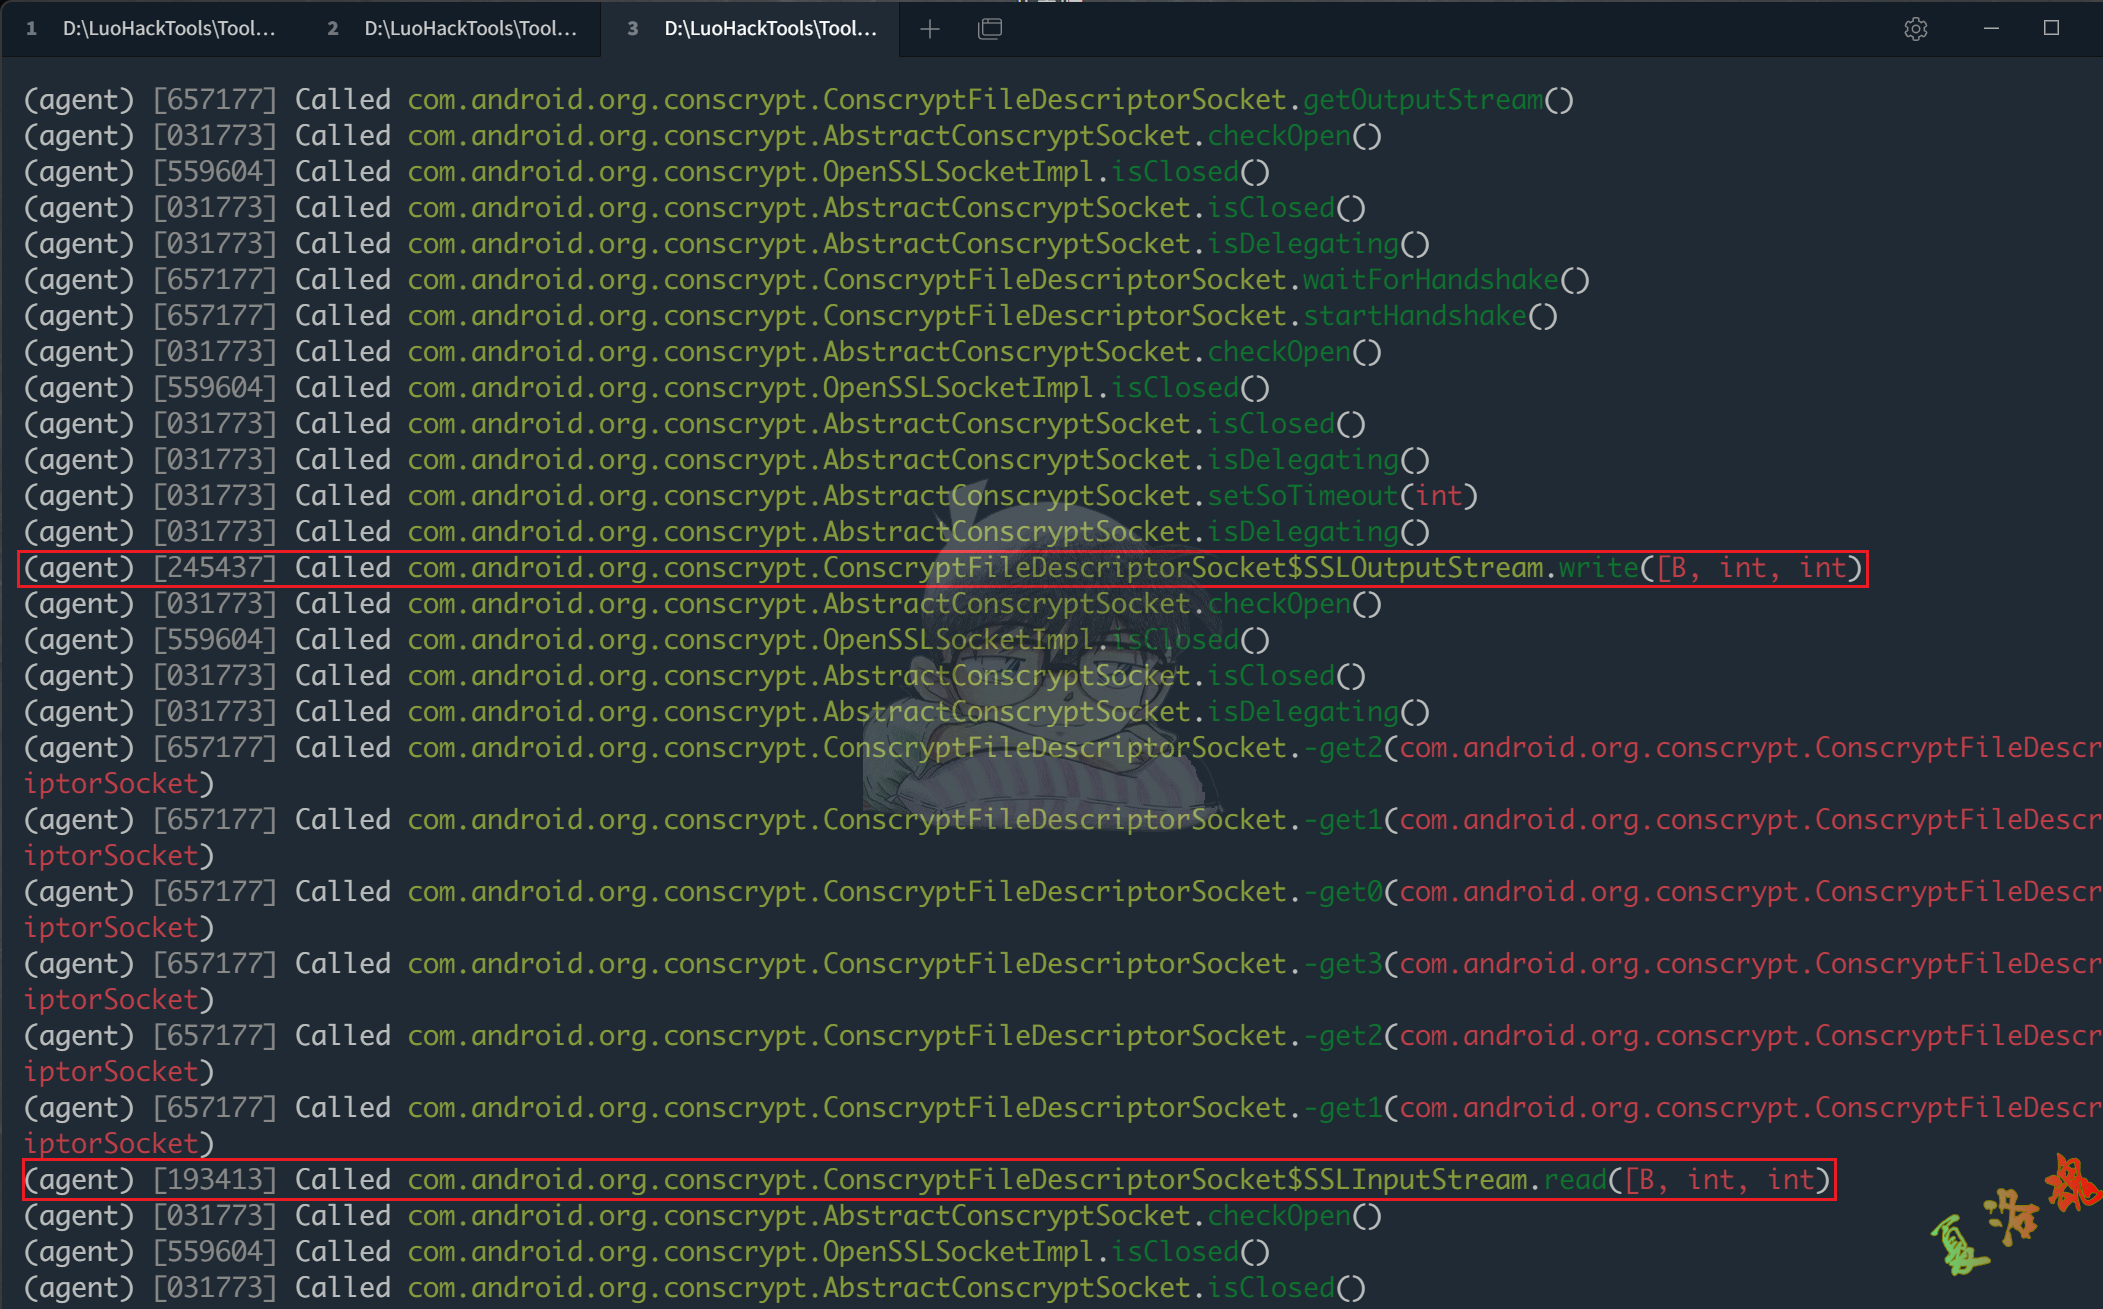 1 D:\LuoHackTools\Tool... 2 D:\LuoHackTools\Tool... 3 D:\LuoHackTools\Tool...
(agent) [657177] Called com.android.org.conscrypt.ConscryptFileDescriptorSocket.getOutputStream()
(agent) [031773] Called com.android.org.conscrypt.AbstractConscryptSocket.checkOpen()
(agent) [559604] Called com.android.org.conscrypt.OpenSSLSocketImpl.isClosed()
(agent) [031773] Called com.android.org.conscrypt.AbstractConscryptSocket.isClosed()
(agent) [031773] Called com.android.org.conscrypt.AbstractConscryptSocket.isDelegating()
(agent) [657177] Called com.android.org.conscrypt.ConscryptFileDescriptorSocket.waitForHandshake()
(agent) [657177] Called com.android.org.conscrypt.ConscryptFileDescriptorSocket.startHandshake()
(agent) [031773] Called com.android.org.conscrypt.AbstractConscryptSocket.checkOpen()
(agent) [559604] Called com.android.org.conscrypt.OpenSSLSocketImpl.isClosed()
(agent) [031773] Called com.android.org.conscrypt.AbstractConscryptSocket.isClosed()
(agent) [031773] Called com.android.org.conscrypt.AbstractConscryptSocket.isDelegating()
(agent) [031773] Called com.android.org.conscrypt.AbstractConscryptSocket.setSoTimeout(int)
(agent) [031773] Called com.android.org.conscrypt.AbstractConscryptSocket.isDelegating()
(agent) [245437] Called com.android.org.conscrypt.ConscryptFileDescriptorSocket$SSLOutputStream.write([B, int, int)
(agent) [031773] Called com.android.org.conscrypt.AbstractConscryptSocket.checkOpen()
(agent) [559604] Called com.android.org.conscrypt.OpenSSLSocketImpl.isClosed()
(agent) [031773] Called com.android.org.conscrypt.AbstractConscryptSocket.isClosed()
(agent) [031773] Called com.android.org.conscrypt.AbstractConscryptSocket.isDelegating()
(agent) [657177] Called com.android.org.conscrypt.ConscryptFileDescriptorSocket.-get2(com.android.org.conscrypt.ConscryptFileDescr
iptorSocket)
(agent) [657177] Called com.android.org.conscrypt.ConscryptFileDescriptorSocket.-get1(com.android.org.conscrypt.ConscryptFileDescr
iptorSocket)
(agent) [657177] Called com.android.org.conscrypt.ConscryptFileDescriptorSocket.-get0(com.android.org.conscrypt.ConscryptFileDescr
iptorSocket)
(agent) [657177] Called com.android.org.conscrypt.ConscryptFileDescriptorSocket.-get3(com.android.org.conscrypt.ConscryptFileDescr
iptorSocket)
(agent) [657177] Called com.android.org.conscrypt.ConscryptFileDescriptorSocket.-get2(com.android.org.conscrypt.ConscryptFileDescr
iptorSocket)
(agent) [657177] Called com.android.org.conscrypt.ConscryptFileDescriptorSocket.-get1(com.android.org.conscrypt.ConscryptFileDescr
iptorSocket)
(agent) [193413] Called com.android.org.conscrypt.ConscryptFileDescriptorSocket$SSLInputStream.read([B, int, int)
(agent) [031773] Called com.android.org.conscrypt.AbstractConscryptSocket.checkOpen()
(agent) [559604] Called com.android.org.conscrypt.OpenSSLSocketImpl.isClosed()
(agent) [031773] Called com.android.org.conscrypt.AbstractConscryptSocket.isClosed()
夏洛